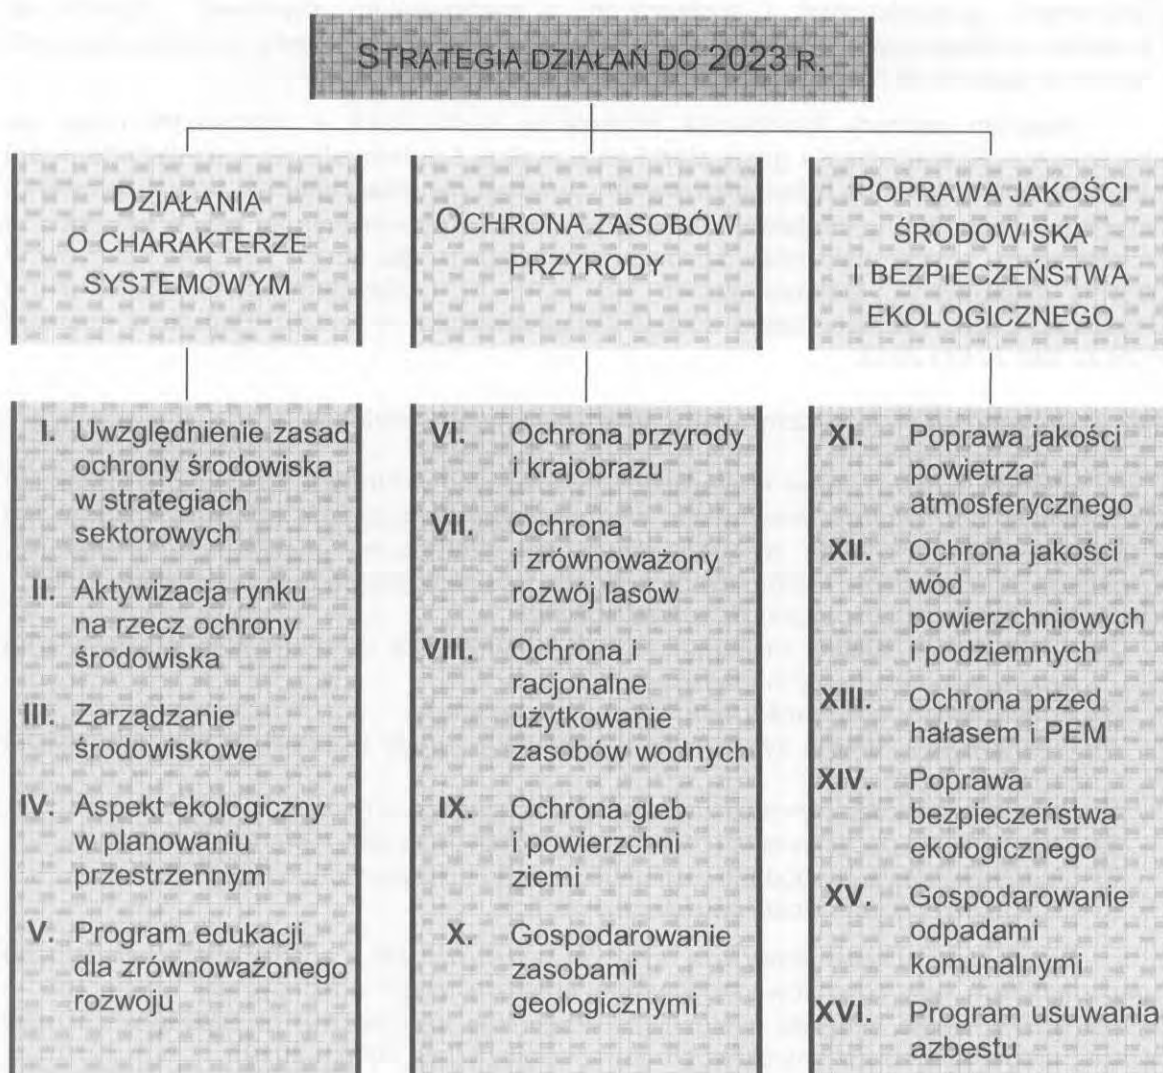 STRATEGIA DZIAŁAŃ DO 2023 R.
DZIAŁANIA
O CHARAKTERZE
SYSTEMOWYM
OCHRONA ZASOBÓW
PRZYRODY
POPRAWA JAKOŚCI
ŚRODOWISKA
I BEZPIECZEŃSTWA
EKOLOGICZNEGO
I. Uwzględnienie zasad
ochrony środowiska
w strategiach
sektorowych
II. Aktywizacja rynku
na rzecz ochrony
środowiska
III. Zarządzanie
środowiskowe
IV. Aspekt ekologiczny
w planowaniu
przestrzennym
V. Program edukacji
dla zrównoważonego
rozwoju
VI. Ochrona przyrody
i krajobrazu
VII. Ochrona
i zrównoważony
rozwój lasów
VIII. Ochrona i
racjonalne
użytkowanie
zasobów wodnych
IX. Ochrona gleb
i powierzchni
ziemi
X. Gospodarowanie
zasobami
geologicznymi
XI. Poprawa jakości
powietrza
atmosferycznego
XII. Ochrona jakości
wód
powierzchniowych
i podziemnych
XIII. Ochrona przed
hałasem i PEM
XIV. Poprawa
bezpieczeństwa
ekologicznego
XV. Gospodarowanie
odpadami
komunalnymi
XVI. Program usuwania
azbestu